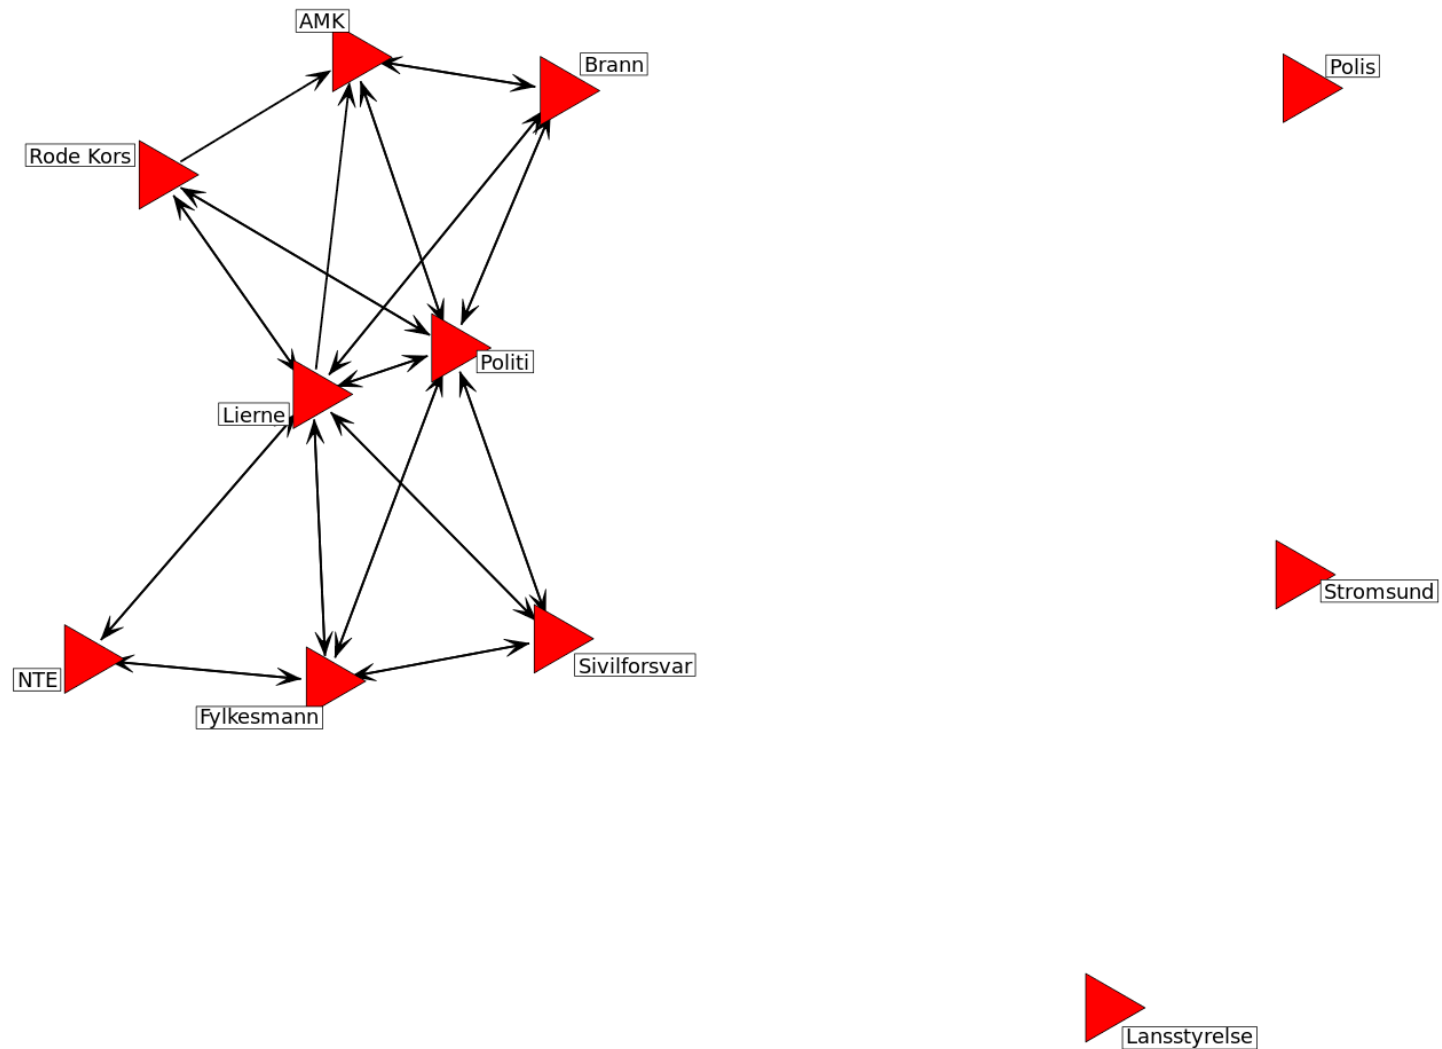 AMK
Brann
Polis
Rode Kors
Politi
Lierne
Stromsund
Sivilforsvar
NTE
Fylkesmann
Lansstyrelse